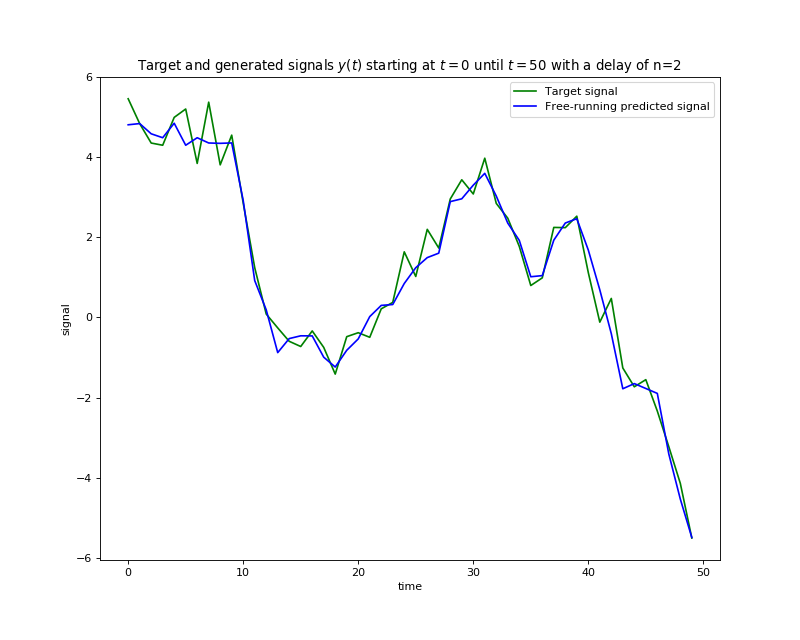 Target and generated signals y(t) starting at t = 0 until t = 50 with a delay of n=2
Target signal
Free-running predicted signal
6
4
2
0
−2
−4
−6
signal
0 10 20 30 40 50
time